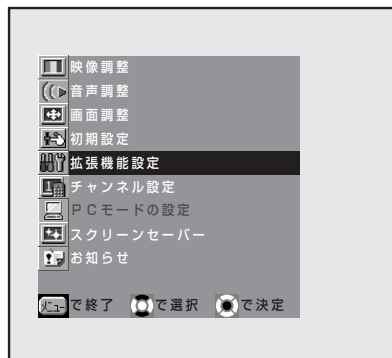 映像調整
音声調整
画面調整
初期設定
拡張機能設定
チャンネル設定
PCモードの設定
スクリーンセーバー
お知らせ
メニューで終了 で選択 で決定